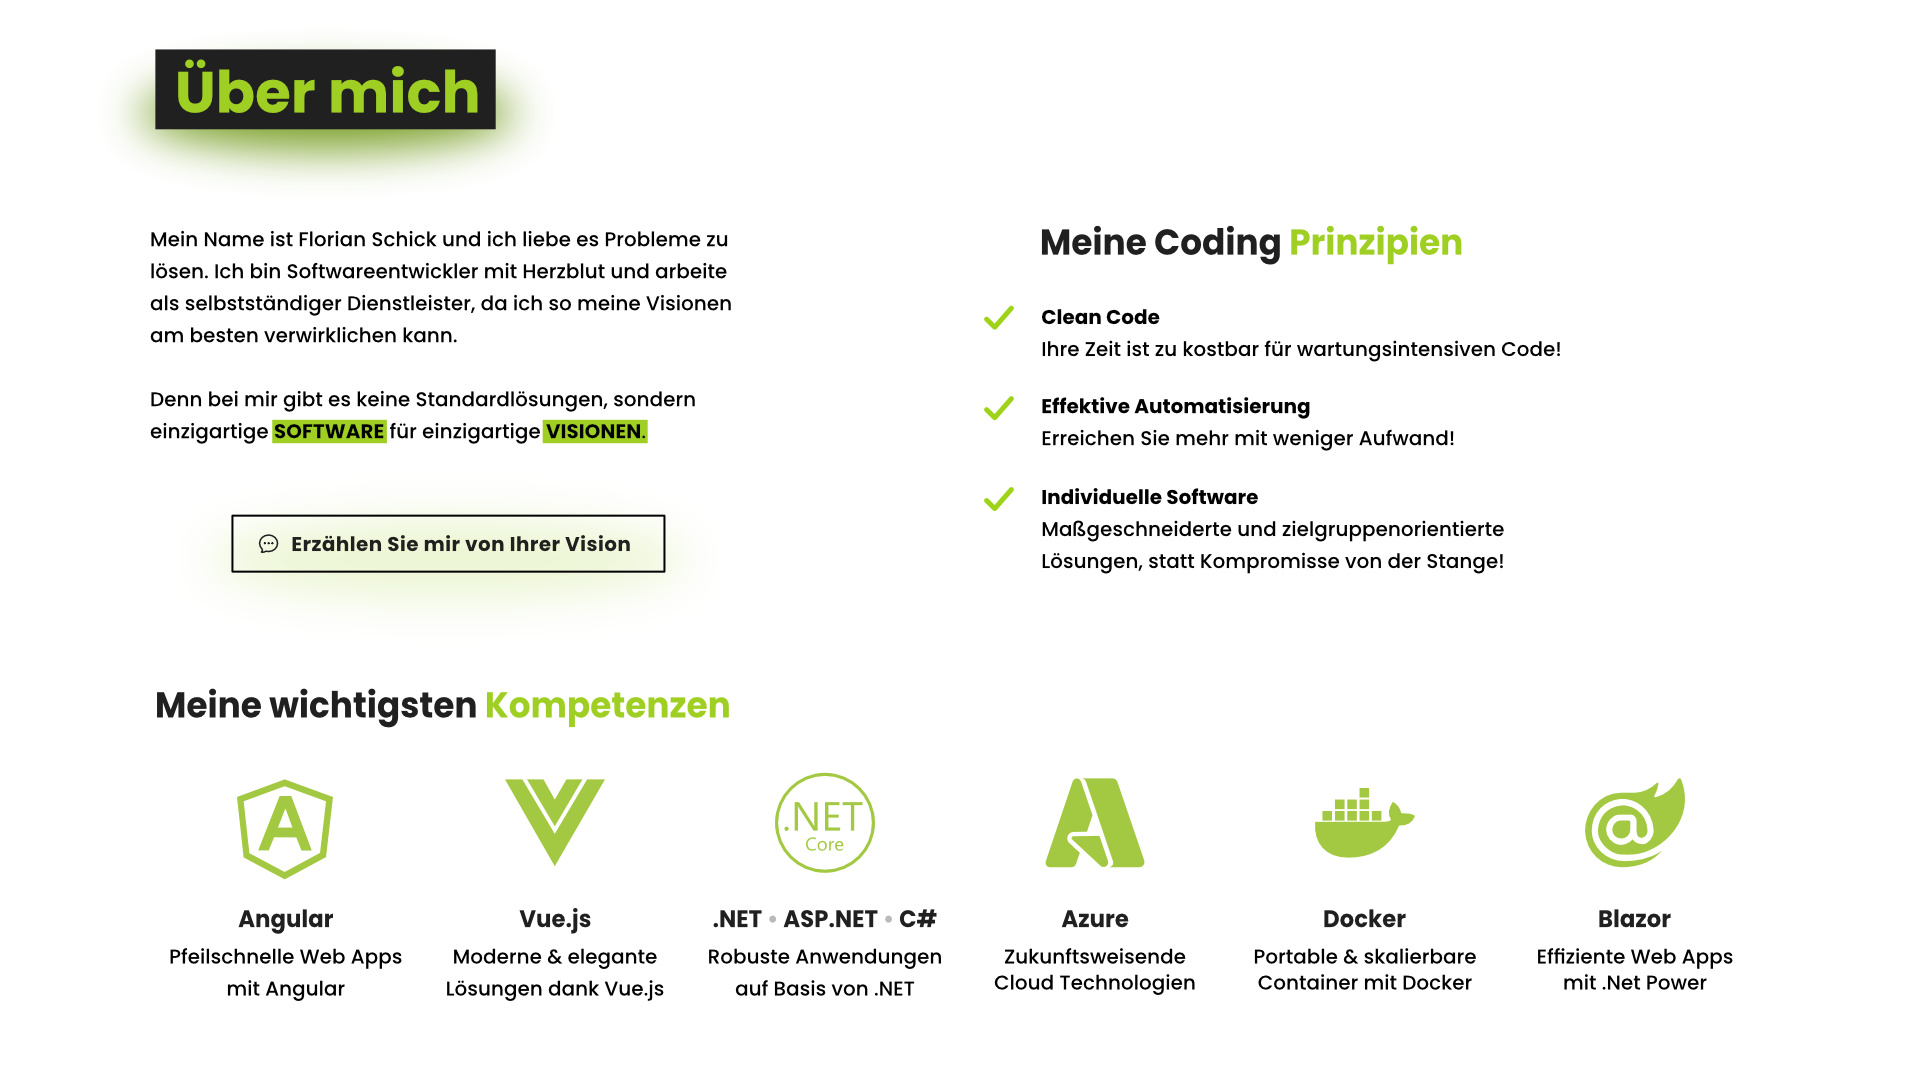 Über mich
Mein Name ist Florian Schick und ich liebe es Probleme zu
lösen. Ich bin Softwareentwickler mit Herzblut und arbeite
als selbstständiger Dienstleister, da ich so meine Visionen
am besten verwirklichen kann.
Denn bei mir gibt es keine Standardlösungen, sondern
einzigartige SOFTWARE für einzigartige VISIONEN.
Erzählen Sie mir von Ihrer Vision
Meine Coding Prinzipien
Clean Code
Ihre Zeit ist zu kostbar für wartungsintensiven Code!
Effektive Automatisierung
Erreichen Sie mehr mit weniger Aufwand!
Individuelle Software
Maßgeschneiderte und zielgruppenorientierte
Lösungen, statt Kompromisse von der Stange!
Meine wichtigsten Kompetenzen
A
Angular
Pfeilschnelle Web Apps
mit Angular
Vue.js
Moderne & elegante
Lösungen dank Vue.js
.NET
Core
.NET • ASP.NET • C#
Robuste Anwendungen
auf Basis von .NET
Azure
Zukunftsweisende
Cloud Technologien
Docker
Portable & skalierbare
Container mit Docker
@
Blazor
Effiziente Web Apps
mit .Net Power